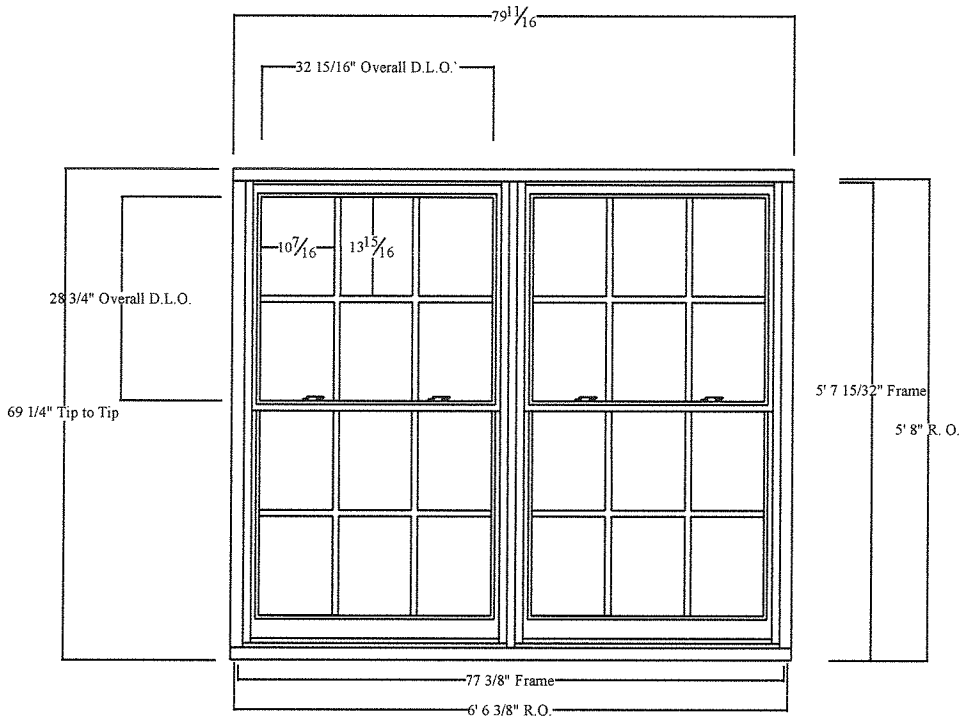 79 11/16
32 15/16" Overall D.L.O.`
10 7/16
13 15/16
28 3/4" Overall D.L.O.
5' 7 15/32" Frame
69 1/4" Tip to Tip
5' 8" R. O.
77 3/8" Frame
6' 6 3/8" R.O.